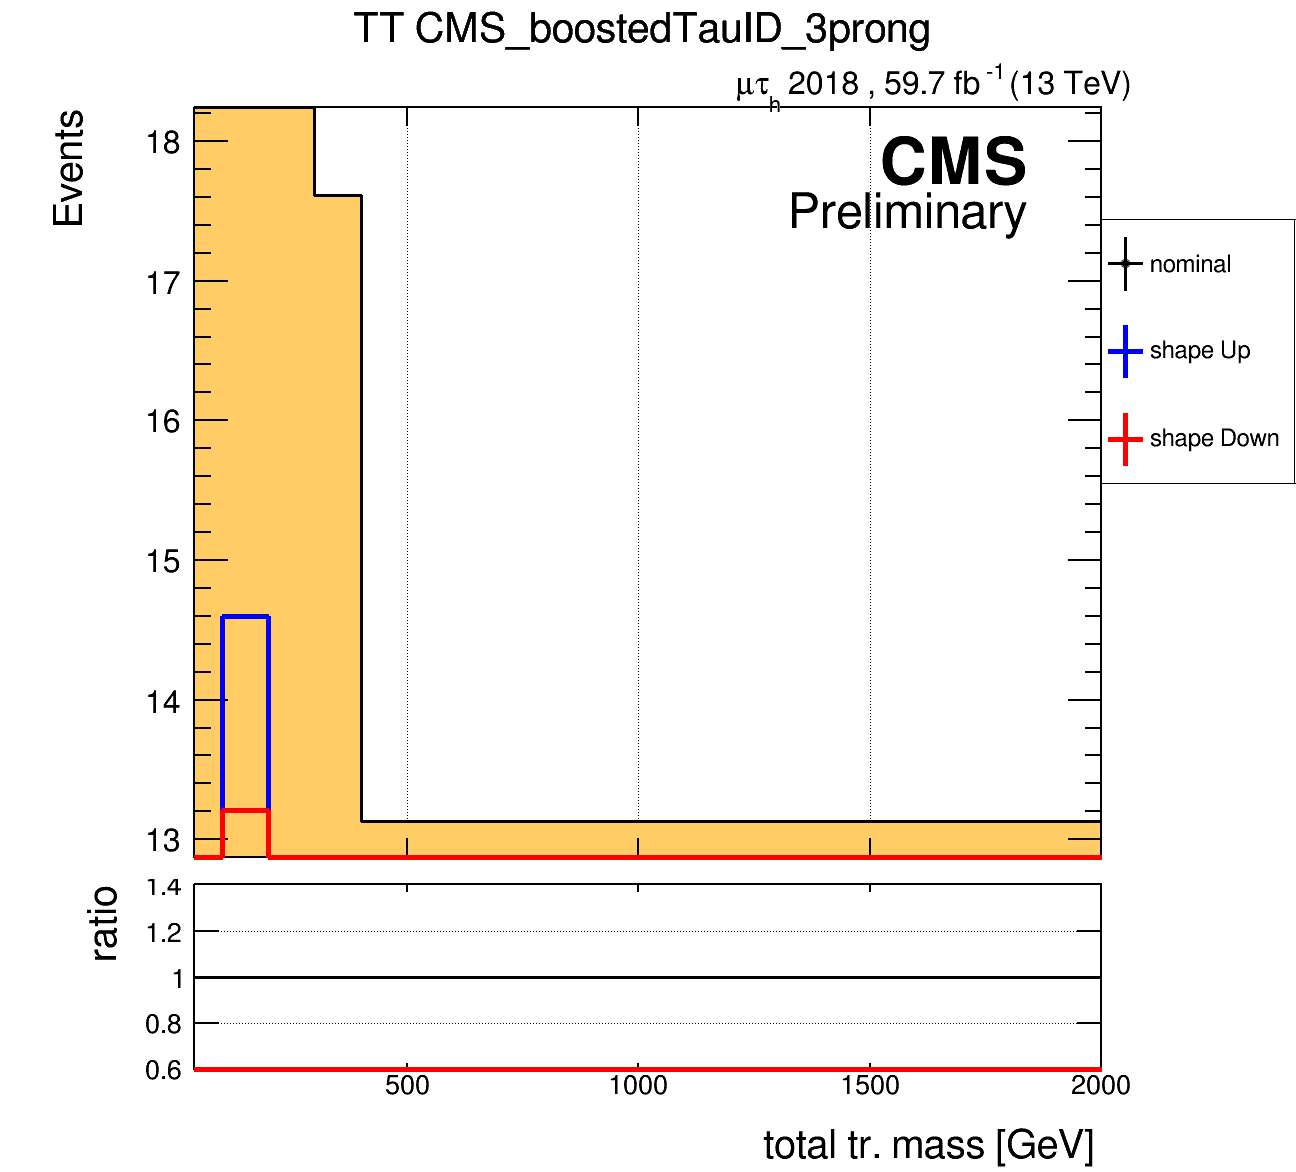 TT CMS_boostedTauID_3prong
μτh 2018 , 59.7 fb-1 (13 TeV)
Events
18
17
16
15
14
13
CMS
Preliminary
nominal
shape Up
shape Down
ratio
1.4
1.2
1
0.8
0.6
500 1000 1500 2000
total tr. mass [GeV]